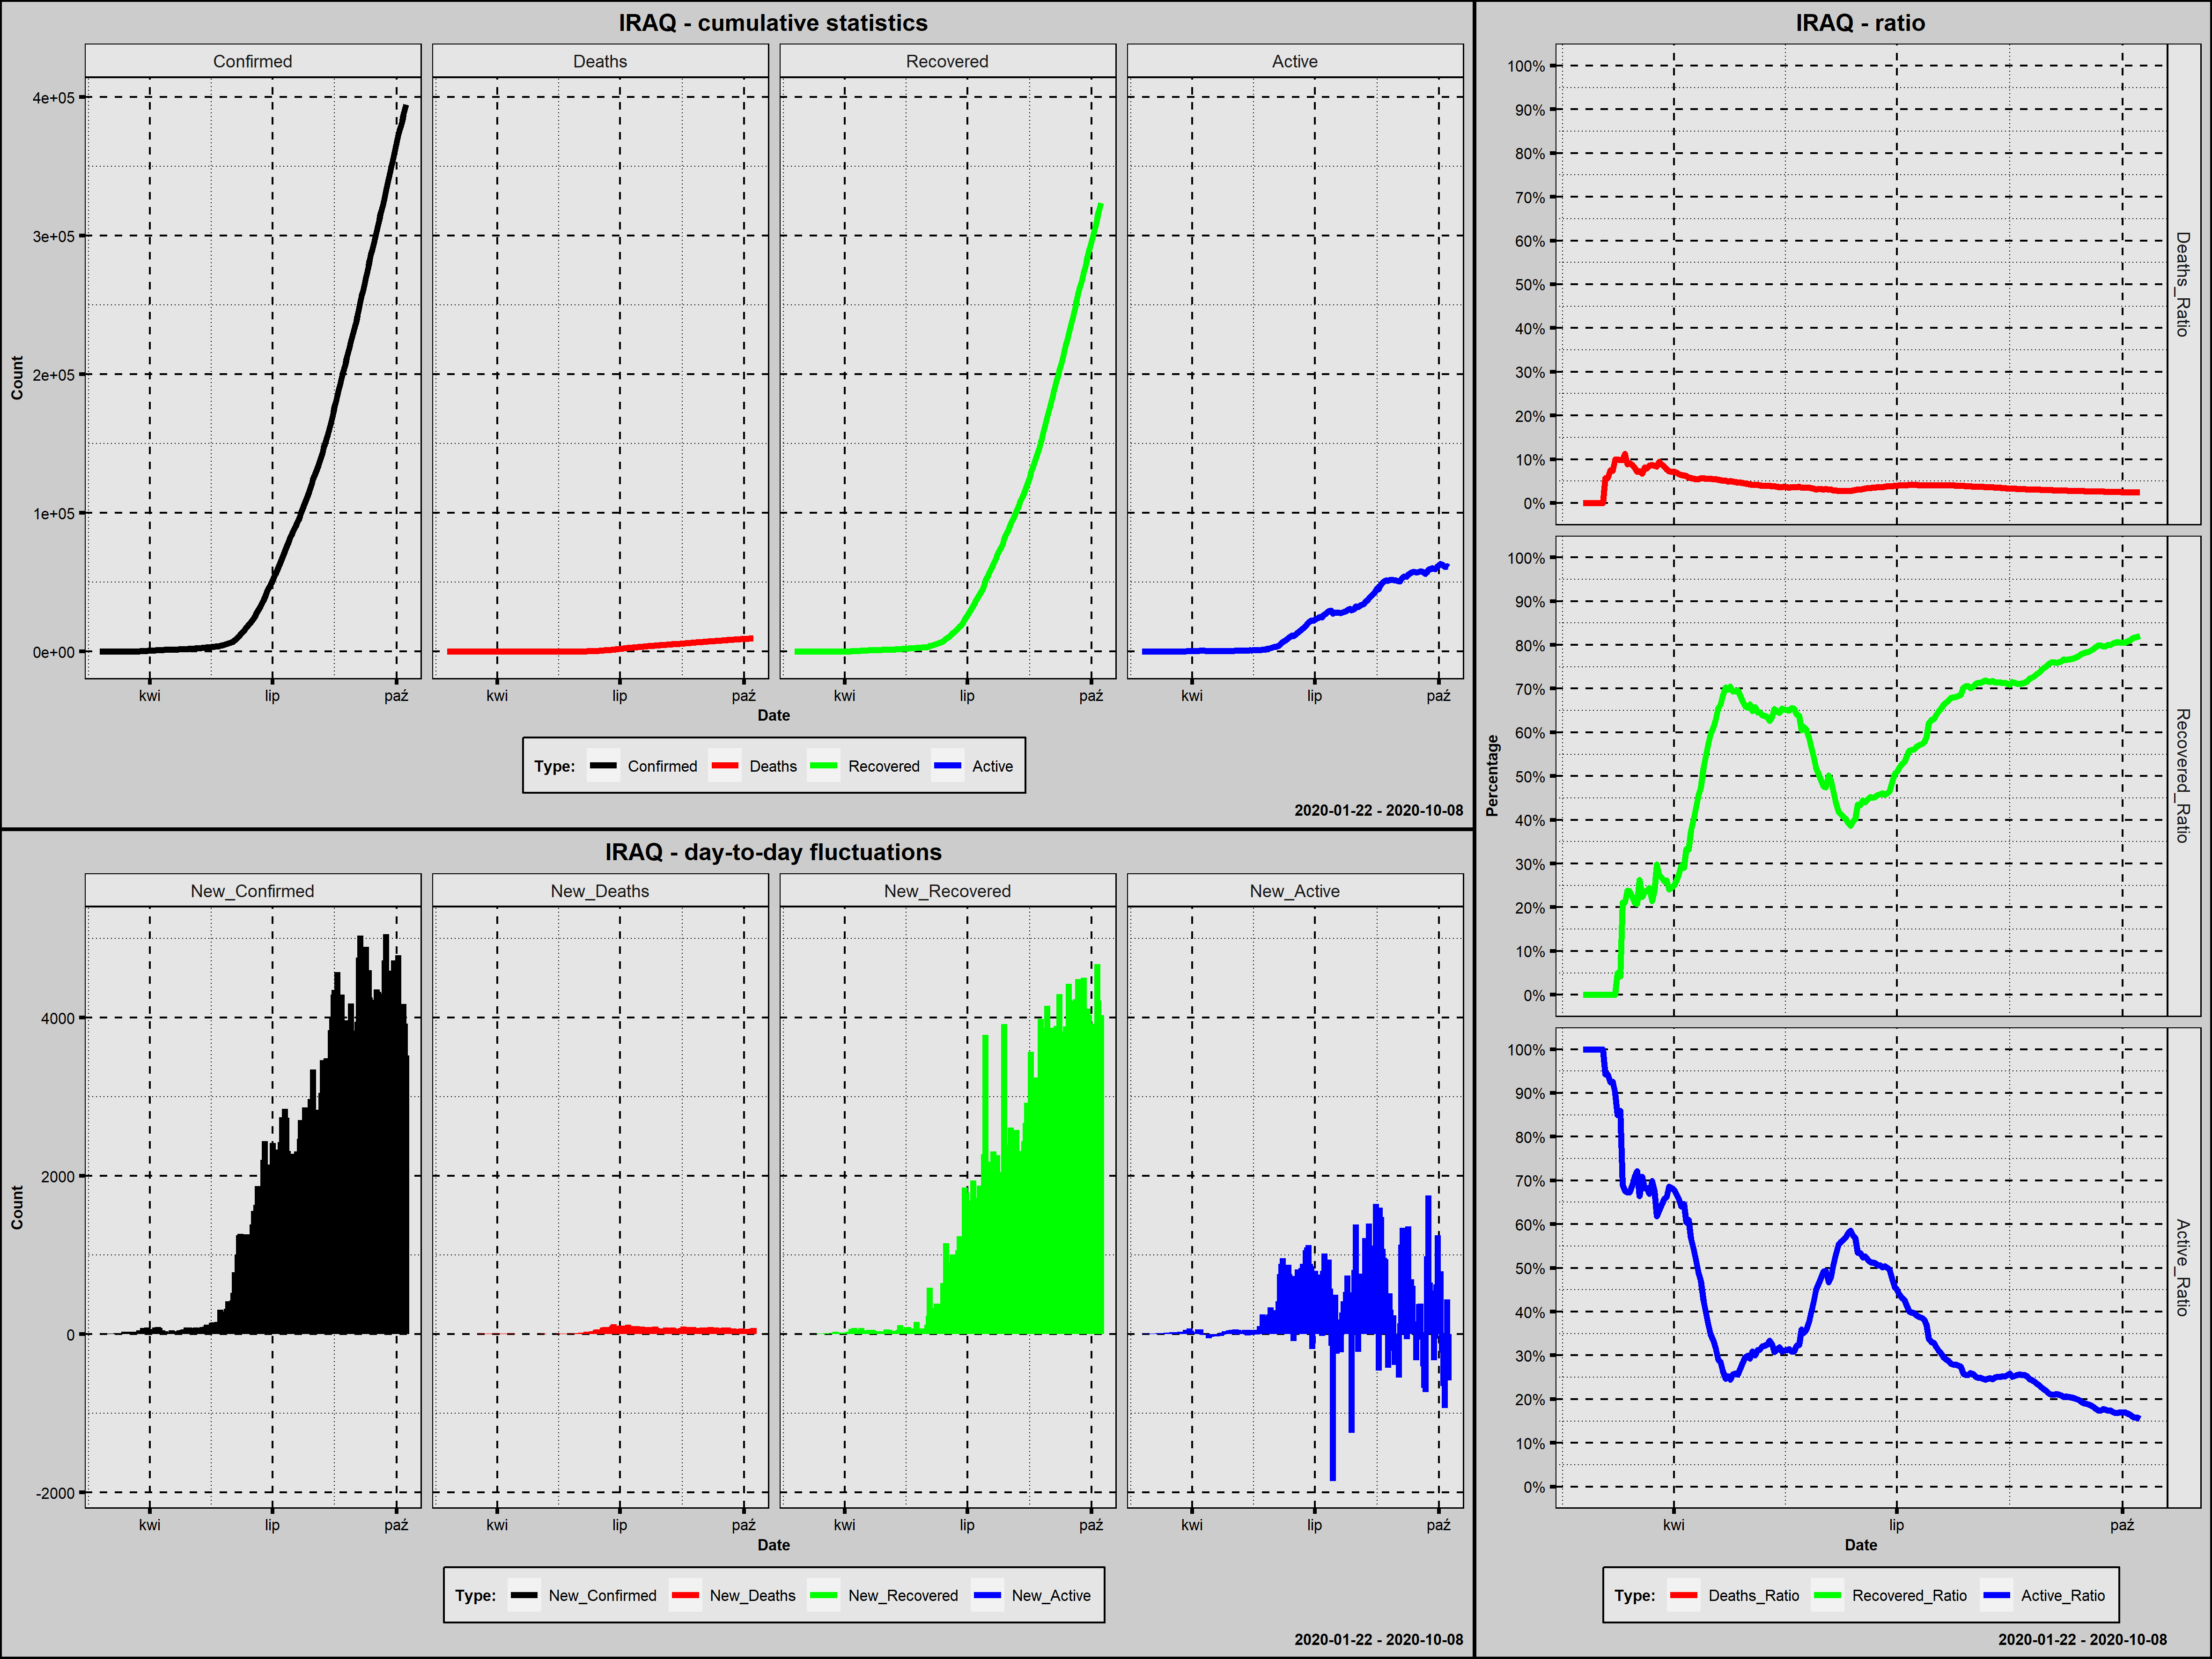 IRAQ - cumulative statistics
Confirmed Deaths Recovered Active
Count
4e+05
3e+05
2e+05
1e+05
0e+00
kwi lip paź kwi lip paź kwi lip paź kwi lip paź
Date
Type: Confirmed Deaths Recovered Active
2020-01-22 - 2020-10-08
IRAQ - day-to-day fluctuations
New_Confirmed New_Deaths New_Recovered New_Active
Count
4000
2000
0
-2000
kwi lip paź kwi lip paź kwi lip paź kwi lip paź
Date
Type: New_Confirmed New_Deaths New_Recovered New_Active
2020-01-22 - 2020-10-08
IRAQ - ratio
Percentage
100%
90%
80%
70%
60%
50%
40%
30%
20%
10%
0%
Deaths_Ratio
100%
90%
80%
70%
60%
50%
40%
30%
20%
10%
0%
Recovered_Ratio
100%
90%
80%
70%
60%
50%
40%
30%
20%
10%
0%
Active_Ratio
kwi lip paź
Date
Type: Deaths_Ratio Recovered_Ratio Active_Ratio
2020-01-22 - 2020-10-08